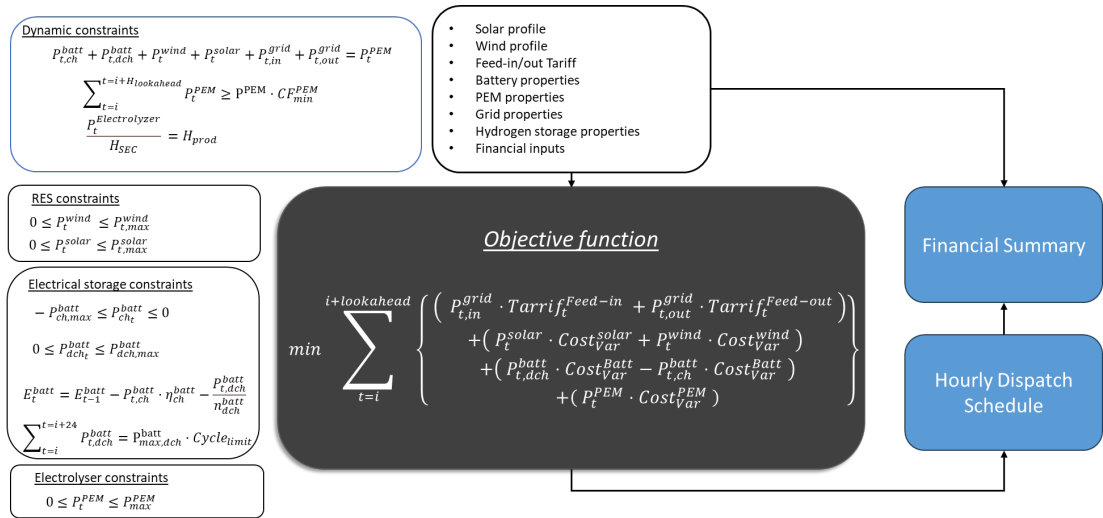 Dynamic constraints
P_{t,ch}^{batt} + P_{t,dch}^{batt} + P_t^{wind} + P_t^{solar} + P_{t,in}^{grid} + P_{t,out}^{grid} = P_t^{PEM}
∑_{t=i}^{t=i+H_{lookahead}} P_t^{PEM} ≥ P^{PEM} · CF_{min}^{PEM}
P_t^{Electrolyzer} / H_{SEC} = H_{prod}
• Solar profile
• Wind profile
• Feed-in/out Tariff
• Battery properties
• PEM properties
• Grid properties
• Hydrogen storage properties
• Financial inputs
RES constraints
0 ≤ P_t^{wind} ≤ P_{t,max}^{wind}
0 ≤ P_t^{solar} ≤ P_{t,max}^{solar}
Electrical storage constraints
− P_{ch,max}^{batt} ≤ P_{ch_t}^{batt} ≤ 0
0 ≤ P_{dch_t}^{batt} ≤ P_{dch,max}^{batt}
E_t^{batt} = E_{t−1}^{batt} − P_{t,ch}^{batt} · η_{ch}^{batt} − P_{t,dch}^{batt} / n_{dch}^{batt}
∑_{t=i}^{t=i+24} P_{t,dch}^{batt} = P_{max,dch}^{batt} · Cycle_{limit}
Electrolyser constraints
0 ≤ P_t^{PEM} ≤ P_{max}^{PEM}
Objective function
min ∑_{t=i}^{i+lookahead} { ( P_{t,in}^{grid} · Tarrif_t^{Feed−in} + P_{t,out}^{grid} · Tarrif_t^{Feed−out} )
+( P_t^{solar} · Cost_{Var}^{solar} + P_t^{wind} · Cost_{Var}^{wind} )
+( P_{t,dch}^{batt} · Cost_{Var}^{Batt} − P_{t,ch}^{batt} · Cost_{Var}^{Batt} )
+( P_t^{PEM} · Cost_{Var}^{PEM} ) }
Financial Summary
Hourly Dispatch
Schedule